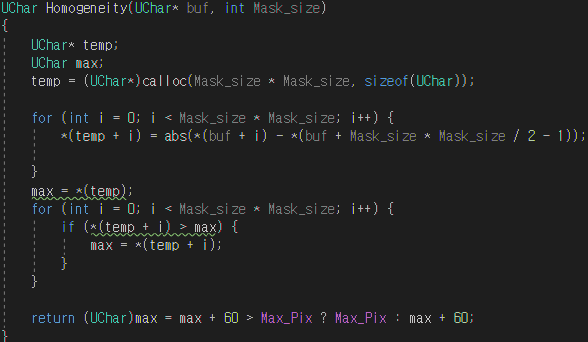 UChar Homogeneity(UChar* buf, int Mask_size)
{
UChar* temp;
UChar max;
temp = (UChar*)calloc(Mask_size * Mask_size, sizeof(UChar));
for (int i = 0; i < Mask_size * Mask_size; i++) {
*(temp + i) = abs(*(buf + i) - *(buf + Mask_size * Mask_size / 2 - 1));
}
max = *(temp);
for (int i = 0; i < Mask_size * Mask_size; i++) {
if (*(temp + i) > max) {
max = *(temp + i);
}
}
return (UChar)max = max + 60 > Max_Pix ? Max_Pix : max + 60;
}